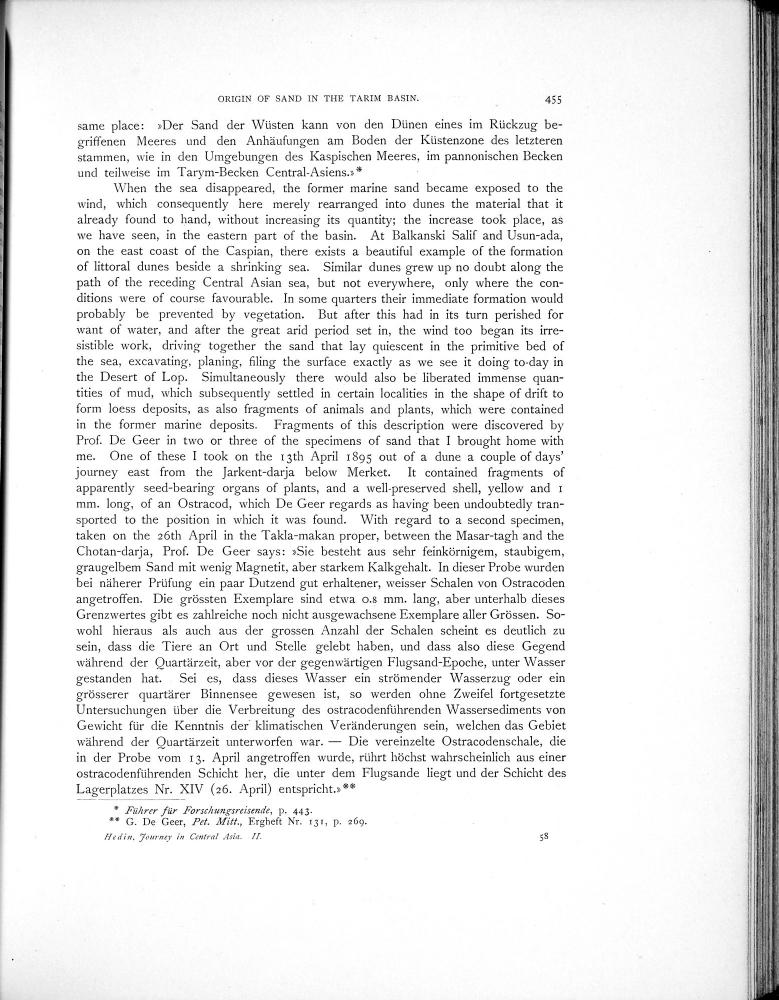 ORIGIN OF SAND IN THE TARIM BASIN. 455
same place: »Der Sand der Wüsten kann von den Dünen eines im Rückzug be-
griffenen Meeres und den Anhäufungen am Boden der Küstenzone des letzteren
stammen, wie in den Umgebungen des Kaspischen Meeres, im pannonischen Becken
und teilweise im Tarym-Becken Central-Asiens.»*
When the sea disappeared, the former marine sand became exposed to the
wind, which consequently here merely rearranged into dunes the material that it
already found to hand, without increasing its quantity; the increase took place, as
we have seen, in the eastern part of the basin. At Balkanski Salif and Usun-ada,
on the east coast of the Caspian, there exists a beautiful example of the formation
of littoral dunes beside a shrinking sea. Similar dunes grew up no doubt along the
path of the receding Central Asian sea, but not everywhere, only where the con-
ditions were of course favourable. In some quarters their immediate formation would
probably be prevented by vegetation. But after this had in its turn perished for
want of water, and after the great arid period set in, the wind too began its irre-
sistible work, driving together the sand that lay quiescent in the primitive bed of
the sea, excavating, planing, filing the surface exactly as we see it doing to-day in
the Desert of Lop. Simultaneously there would also be liberated immense quan-
tities of mud, which subsequently settled in certain localities in the shape of drift to
form loess deposits, as also fragments of animals and plants, which were contained
in the former marine deposits. Fragments of this description were discovered by
Prof. De Geer in two or three of the specimens of sand that I brought home with
me. One of these I took on the 13th April 1895 out of a dune a couple of days'
journey east from the Jarkent-darja below Merket. It contained fragments of
apparently seed-bearing organs of plants, and a well-preserved shell, yellow and 1
mm. long, of an Ostracod, which De Geer regards as having been undoubtedly tran-
sported to the position in which it was found. With regard to a second specimen,
taken on the 26th April in the Takla-makan proper, between the Masar-tagh and the
Chotan-darja, Prof. De Geer says: »Sie besteht aus sehr feinkörnigem, staubigem,
graugelbem Sand mit wenig Magnetit, aber starkem Kalkgehalt. In dieser Probe wurden
bei näherer Prüfung ein paar Dutzend gut erhaltener, weisser Schalen von Ostracoden
angetroffen. Die grössten Exemplare sind etwa 0.8 mm. lang, aber unterhalb dieses
Grenzwertes gibt es zahlreiche noch nicht ausgewachsene Exemplare aller Grössen. So-
wohl hieraus als auch aus der grossen Anzahl der Schalen scheint es deutlich zu
sein, dass die Tiere an Ort und Stelle gelebt haben, und dass also diese Gegend
während der Quartärzeit, aber vor der gegenwärtigen Flugsand-Epoche, unter Wasser
gestanden hat. Sei es, dass dieses Wasser ein strömender Wasserzug oder ein
grösserer quartärer Binnensee gewesen ist, so werden ohne Zweifel fortgesetzte
Untersuchungen über die Verbreitung des ostracodenführenden Wassersediments von
Gewicht für die Kenntnis der klimatischen Veränderungen sein, welchen das Gebiet
während der Quartärzeit unterworfen war. — Die vereinzelte Ostracodenschale, die
in der Probe vom 13. April angetroffen wurde, rührt höchst wahrscheinlich aus einer
ostracodenführenden Schicht her, die unter dem Flugsande liegt und der Schicht des
Lagerplatzes Nr. XIV (26. April) entspricht.»**
* Führer für Forschungsreisende, p. 443.
** G. De Geer, Pet. Mitt., Ergheft Nr. 131, p. 269.
Hedin, Journey in Central Asia. II. 58